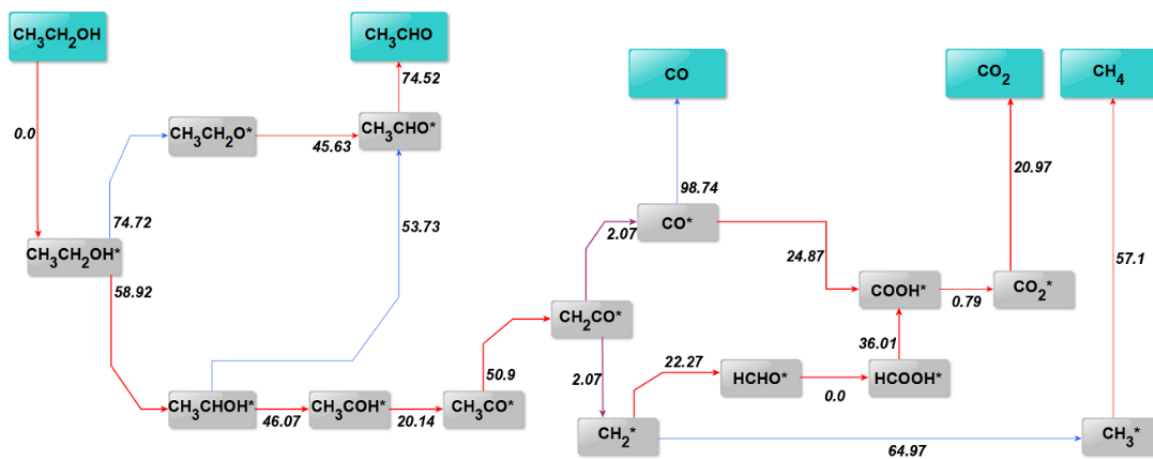 CH₃CH₂OH
CH₃CHO
74.52
CO
CO₂
CH₄
0.0
CH₃CH₂O*
45.63
CH₃CHO*
20.97
74.72
53.73
98.74
CH₃CH₂OH*
58.92
2.07
CO*
24.87
57.1
COOH*
0.79
CO₂*
CH₂CO*
36.01
50.9
2.07
22.27
HCHO*
0.0
HCOOH*
CH₃CHOH*
46.07
CH₃COH*
20.14
CH₃CO*
CH₂*
64.97
CH₃*